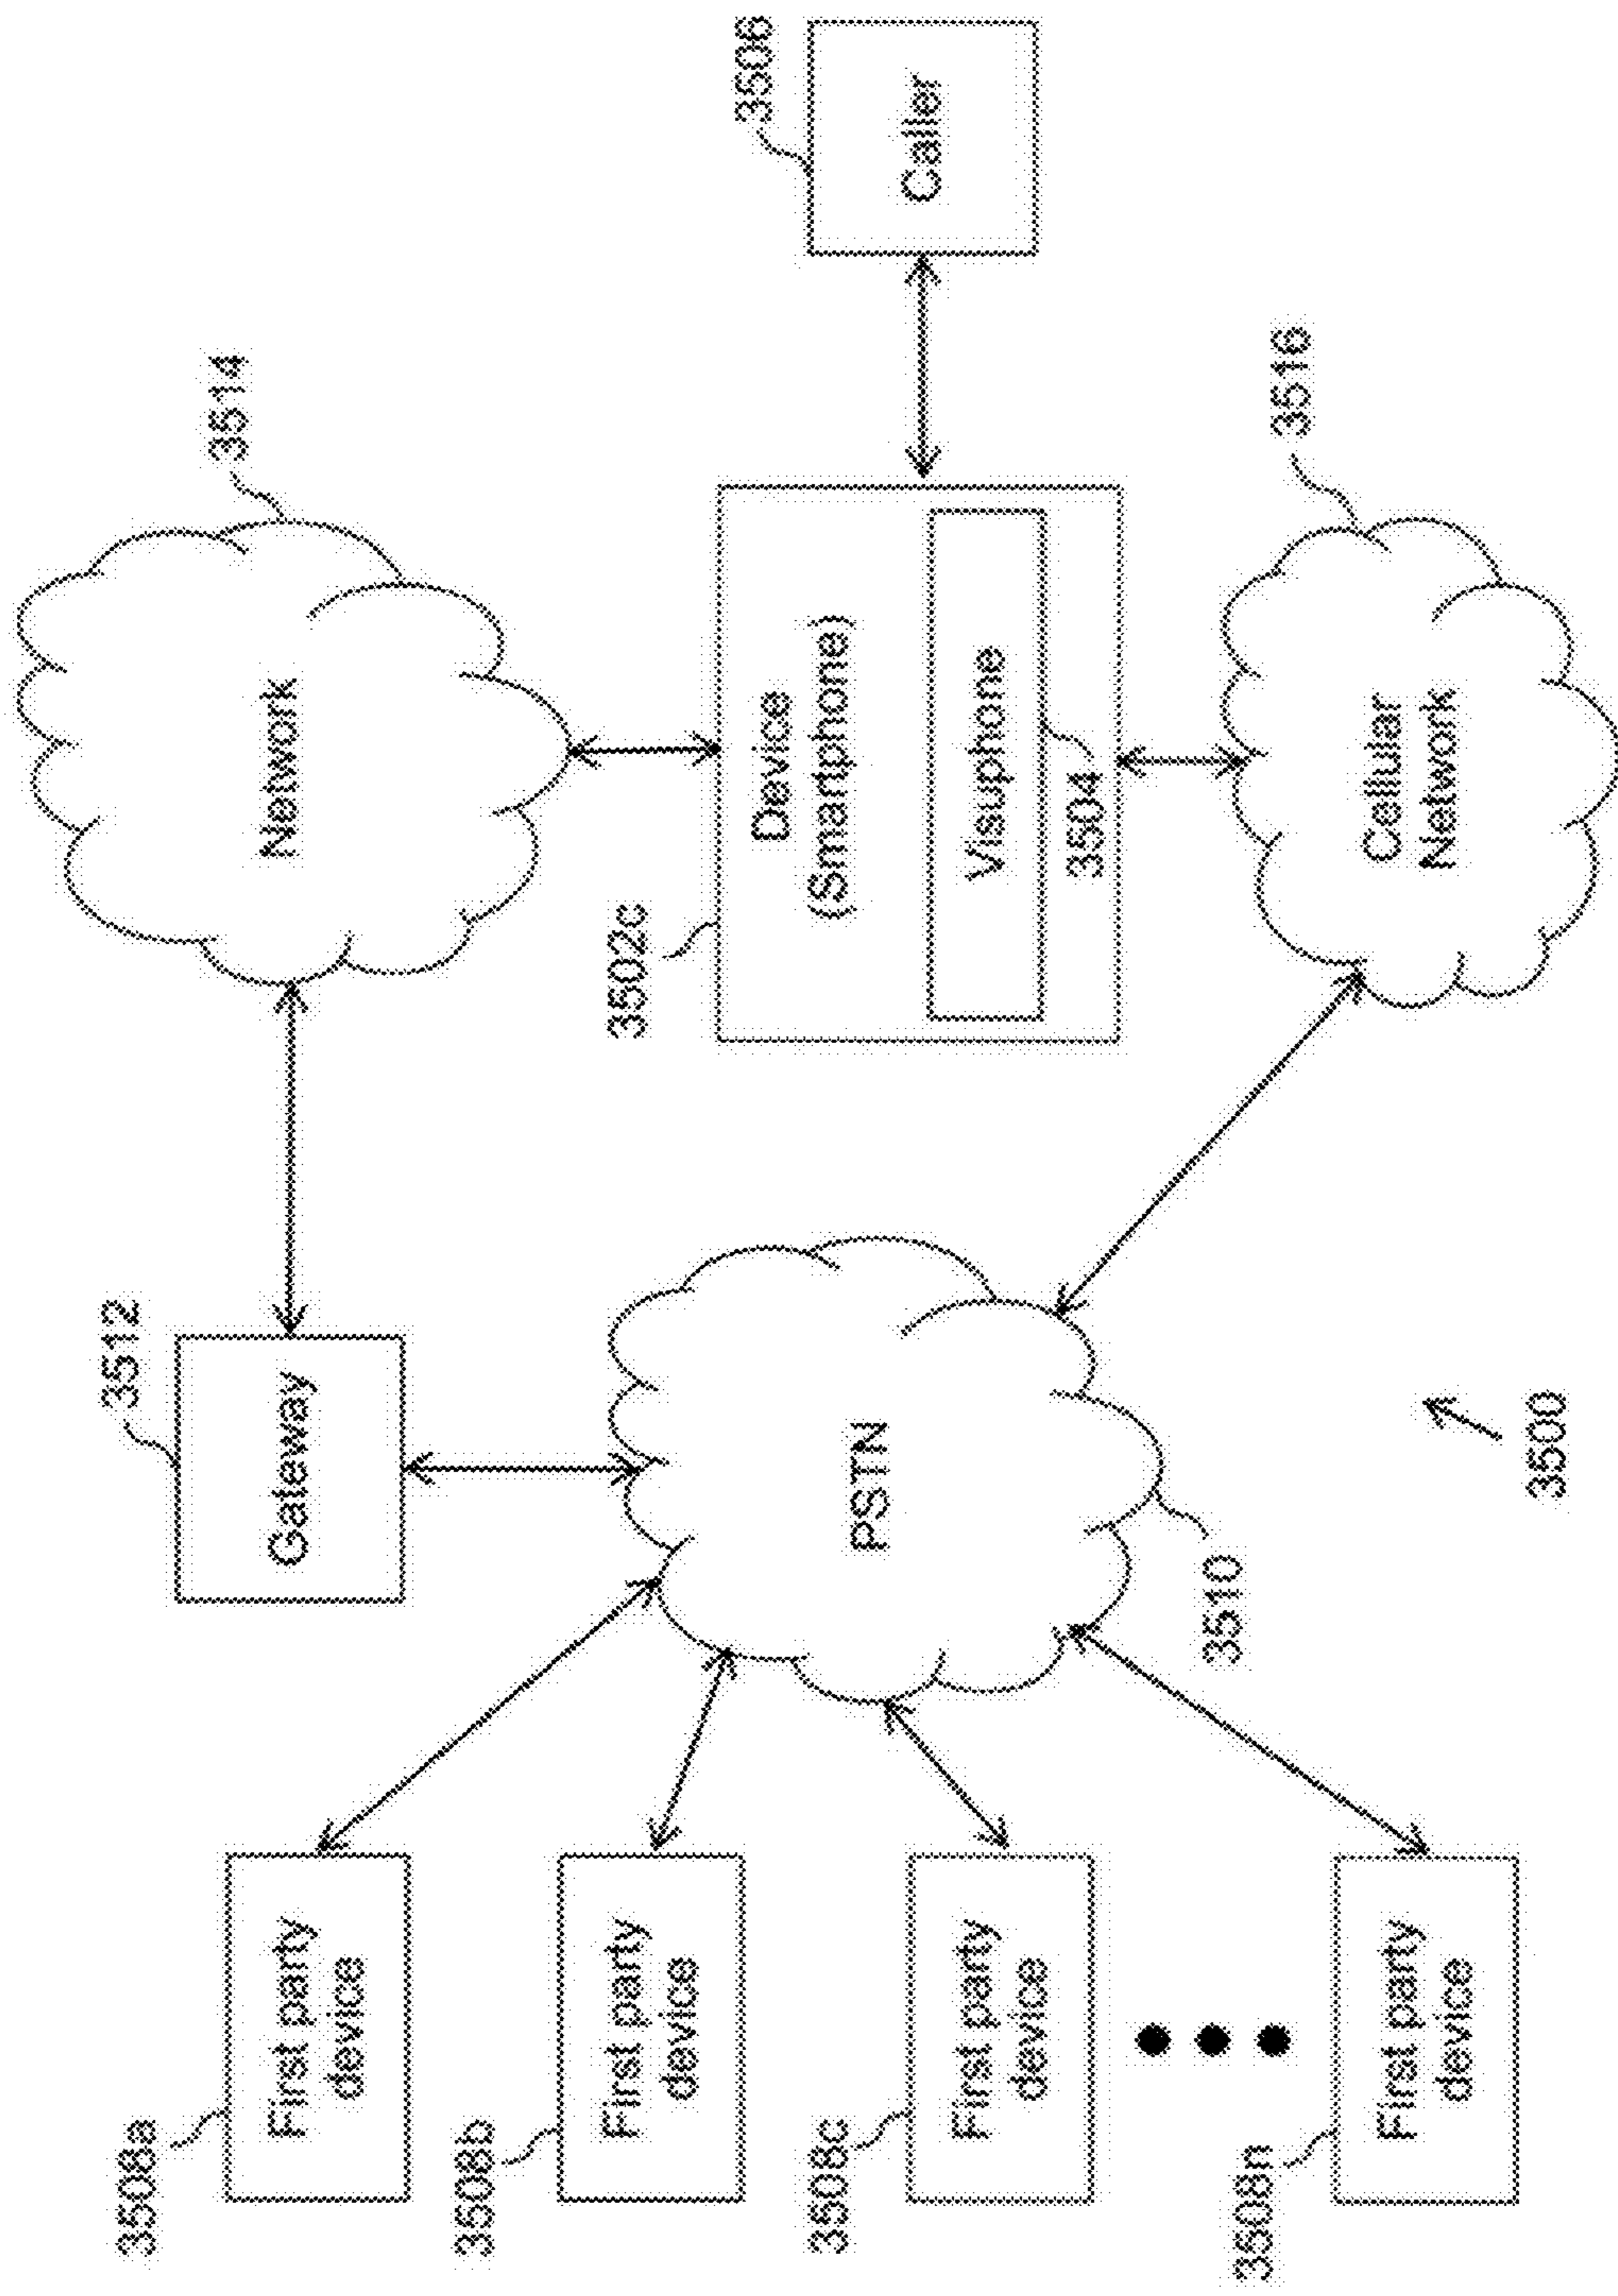 3508a
First party
device
3508b
First party
device
3508c
First party
device
3508n
First party
device
3512
Gateway
PSTN
3510
3500
3514
Network
3502c
Device
(Smartphone)
Visuphone
3504
3516
Cellular
Network
3506
Caller